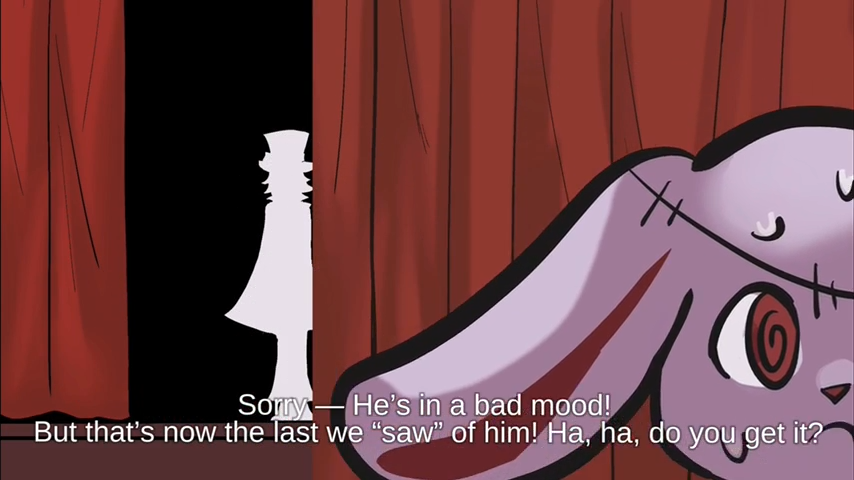 Sorry — He's in a bad mood!
But that's now the last we “saw” of him! Ha, ha, do you get it?